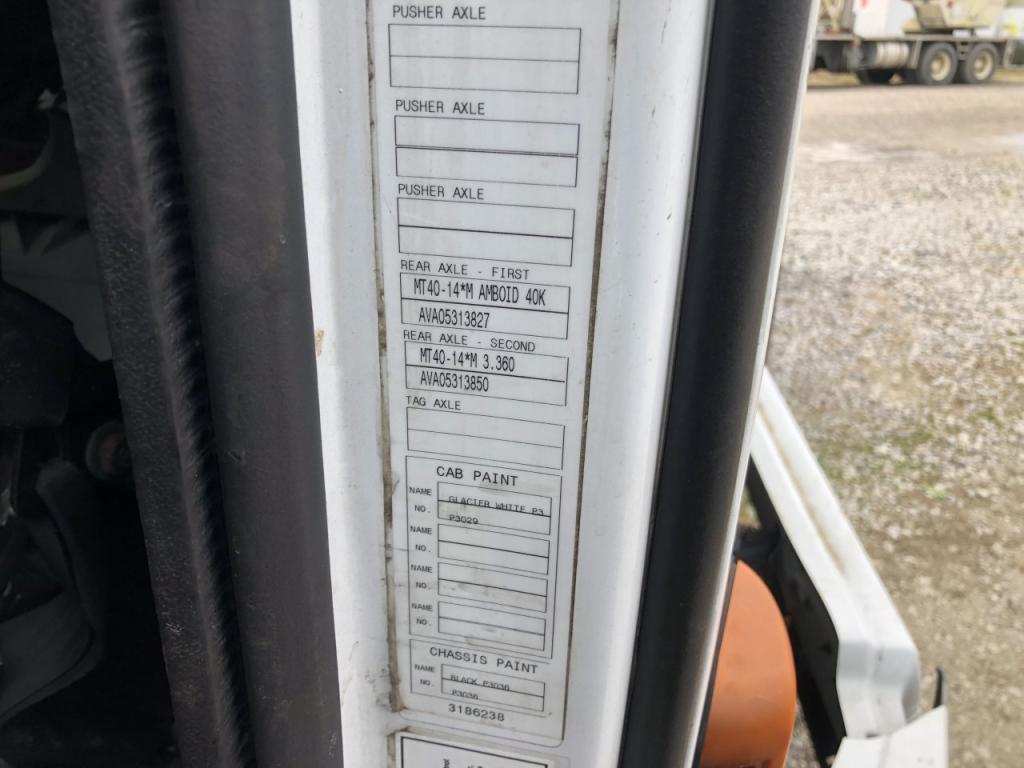 PUSHER AXLE
PUSHER AXLE
PUSHER AXLE
REAR AXLE - FIRST
MT40-14*M AMBOID 40K
AVA05313827
REAR AXLE - SECOND
MT40-14*M 3.360
AVA05313850
TAG AXLE
CAB PAINT
NAME GLACIER WHITE P3
NO. P3029
NAME
NO.
NAME
NO.
NAME
NO.
CHASSIS PAINT
NAME BLACK P3036
NO. P3036
3186238